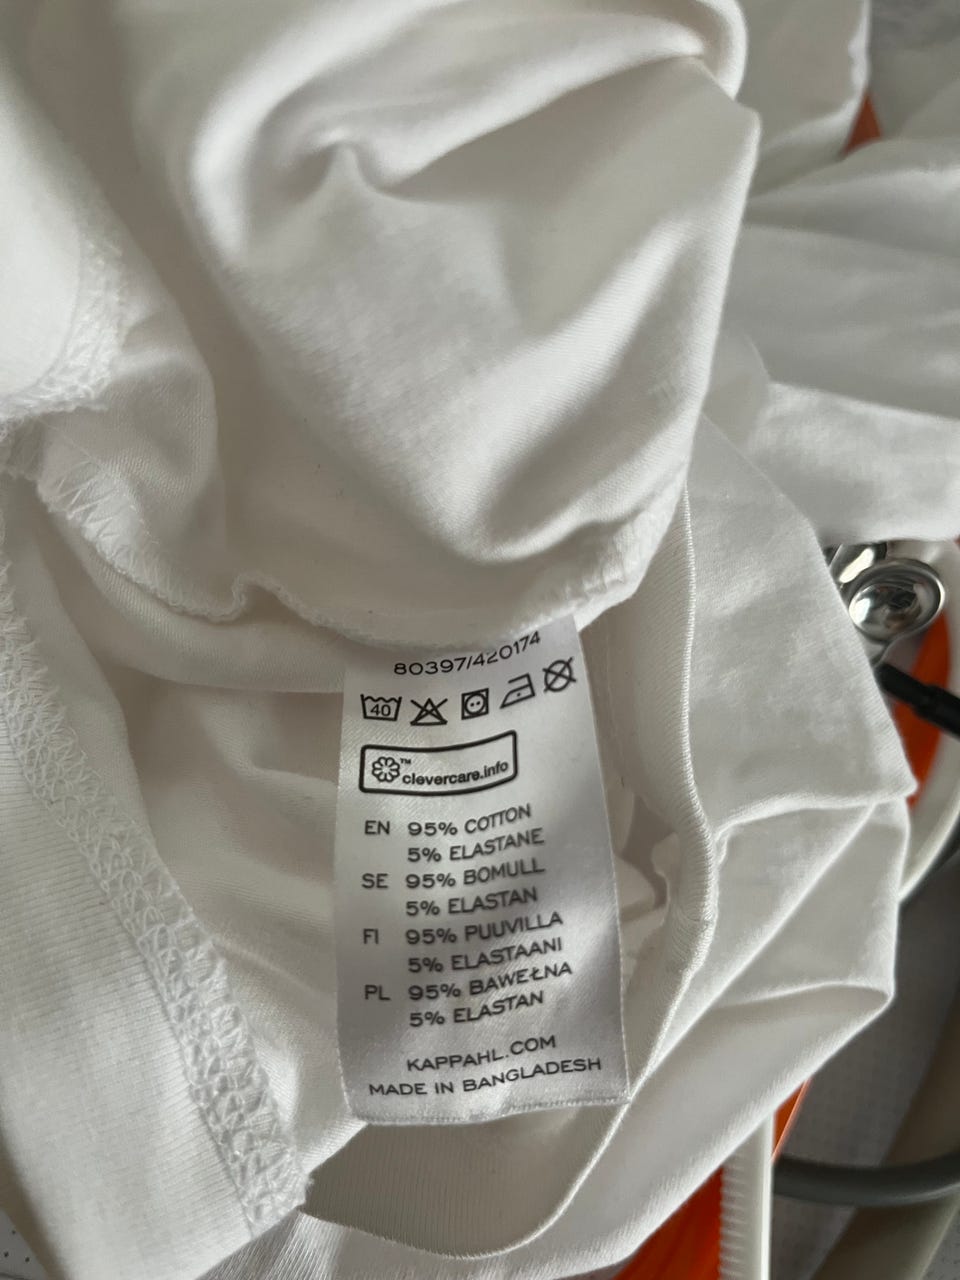 80397/420174
40
™ clevercare.info
EN 95% COTTON
5% ELASTANE
SE 95% BOMULL
5% ELASTAN
FI 95% PUUVILLA
5% ELASTAANI
PL 95% BAWEŁNA
5% ELASTAN
KAPPAHL.COM
MADE IN BANGLADESH